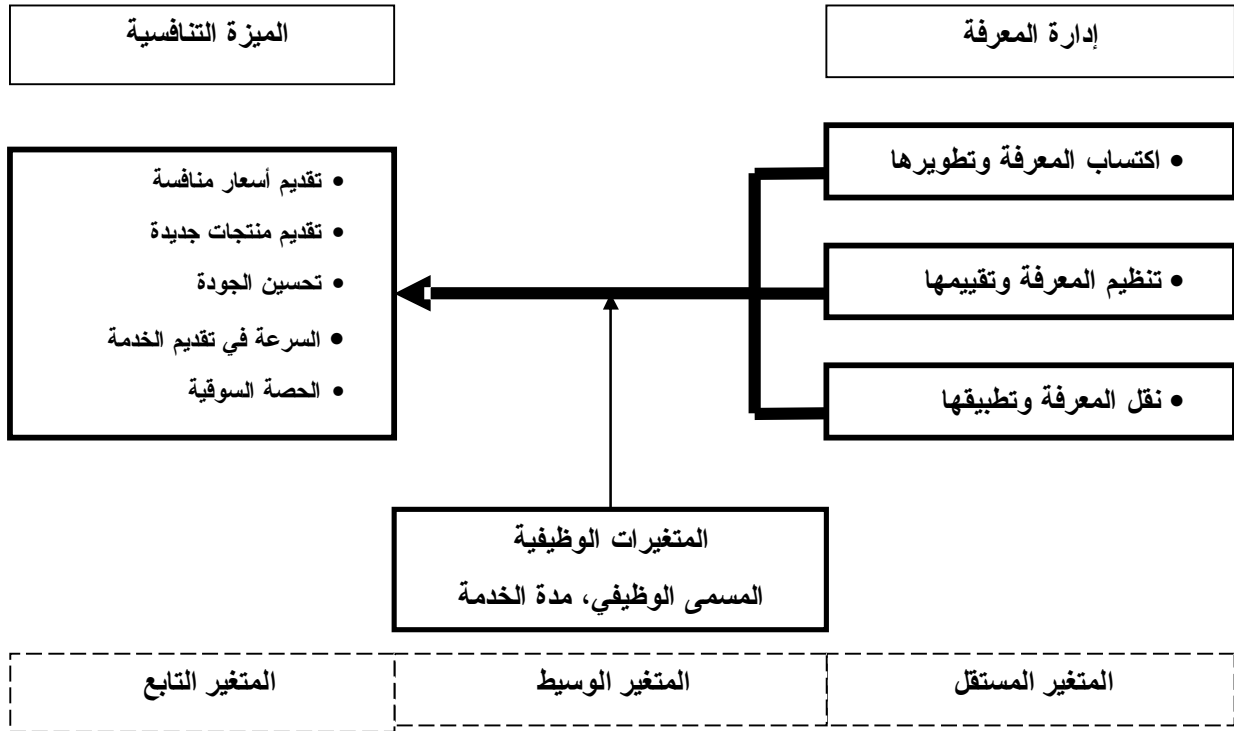 إدارة المعرفة
الميزة التنافسية
• اكتساب المعرفة وتطويرها
• تنظيم المعرفة وتقييمها
• نقل المعرفة وتطبيقها
• تقديم أسعار منافسة
• تقديم منتجات جديدة
• تحسين الجودة
• السرعة في تقديم الخدمة
• الحصة السوقية
المتغيرات الوظيفية
المسمى الوظيفي، مدة الخدمة
المتغير المستقل
المتغير الوسيط
المتغير التابع